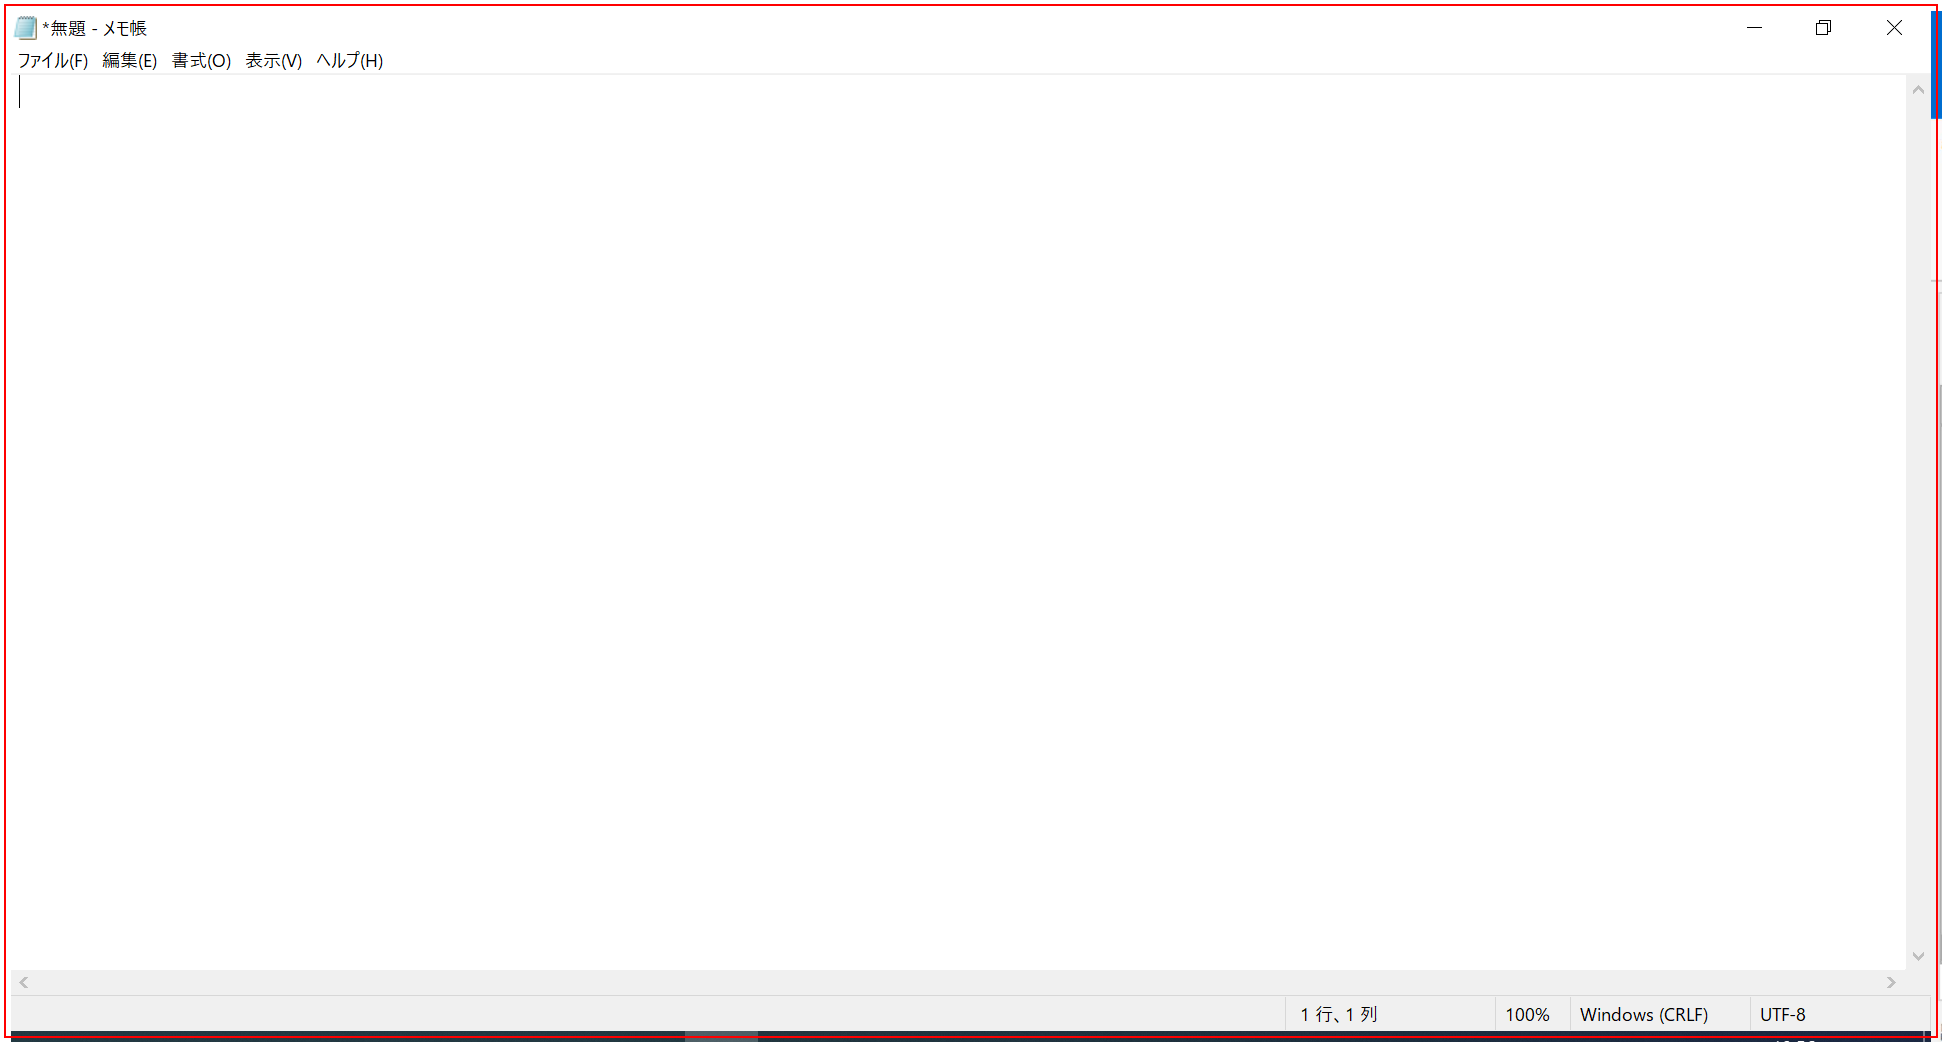 *無題 - メモ帳
ファイル(F) 編集(E) 書式(O) 表示(V) ヘルプ(H)
1 行、1 列 100% Windows (CRLF) UTF-8